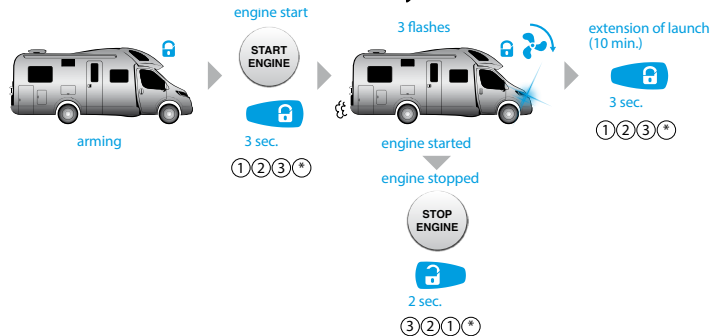 engine start
START
ENGINE
3 sec.
①②③(*)
arming
3 flashes
engine started
engine stopped
STOP
ENGINE
2 sec.
③②①(*)
extension of launch
(10 min.)
3 sec.
①②③(*)